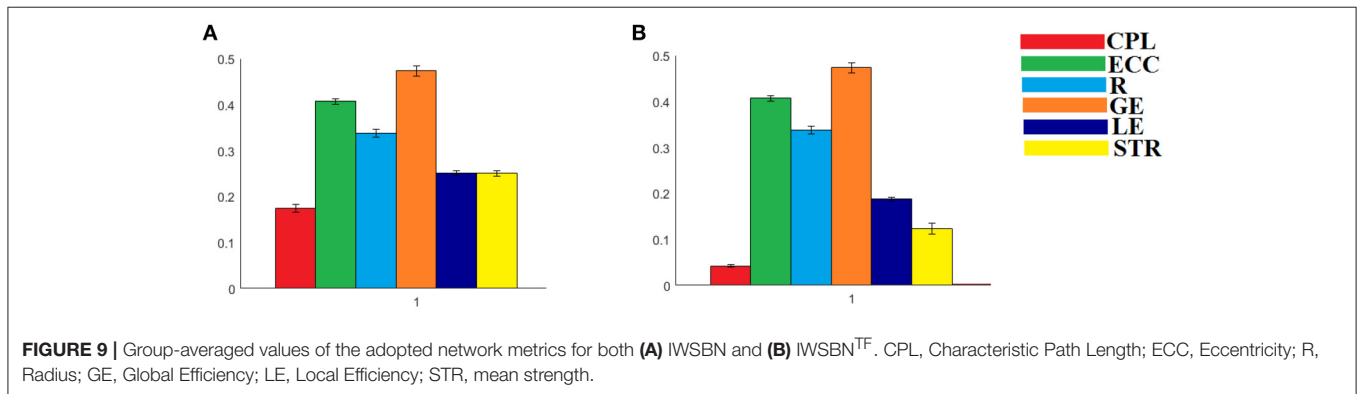 A
0.5
0.4
0.3
0.2
0.1
0
1
B
0.5
0.4
0.3
0.2
0.1
0
1
CPL
ECC
R
GE
LE
STR
FIGURE 9 | Group-averaged values of the adopted network metrics for both (A) IWSBN and (B) IWSBN^TF. CPL, Characteristic Path Length; ECC, Eccentricity; R,
Radius; GE, Global Efficiency; LE, Local Efficiency; STR, mean strength.